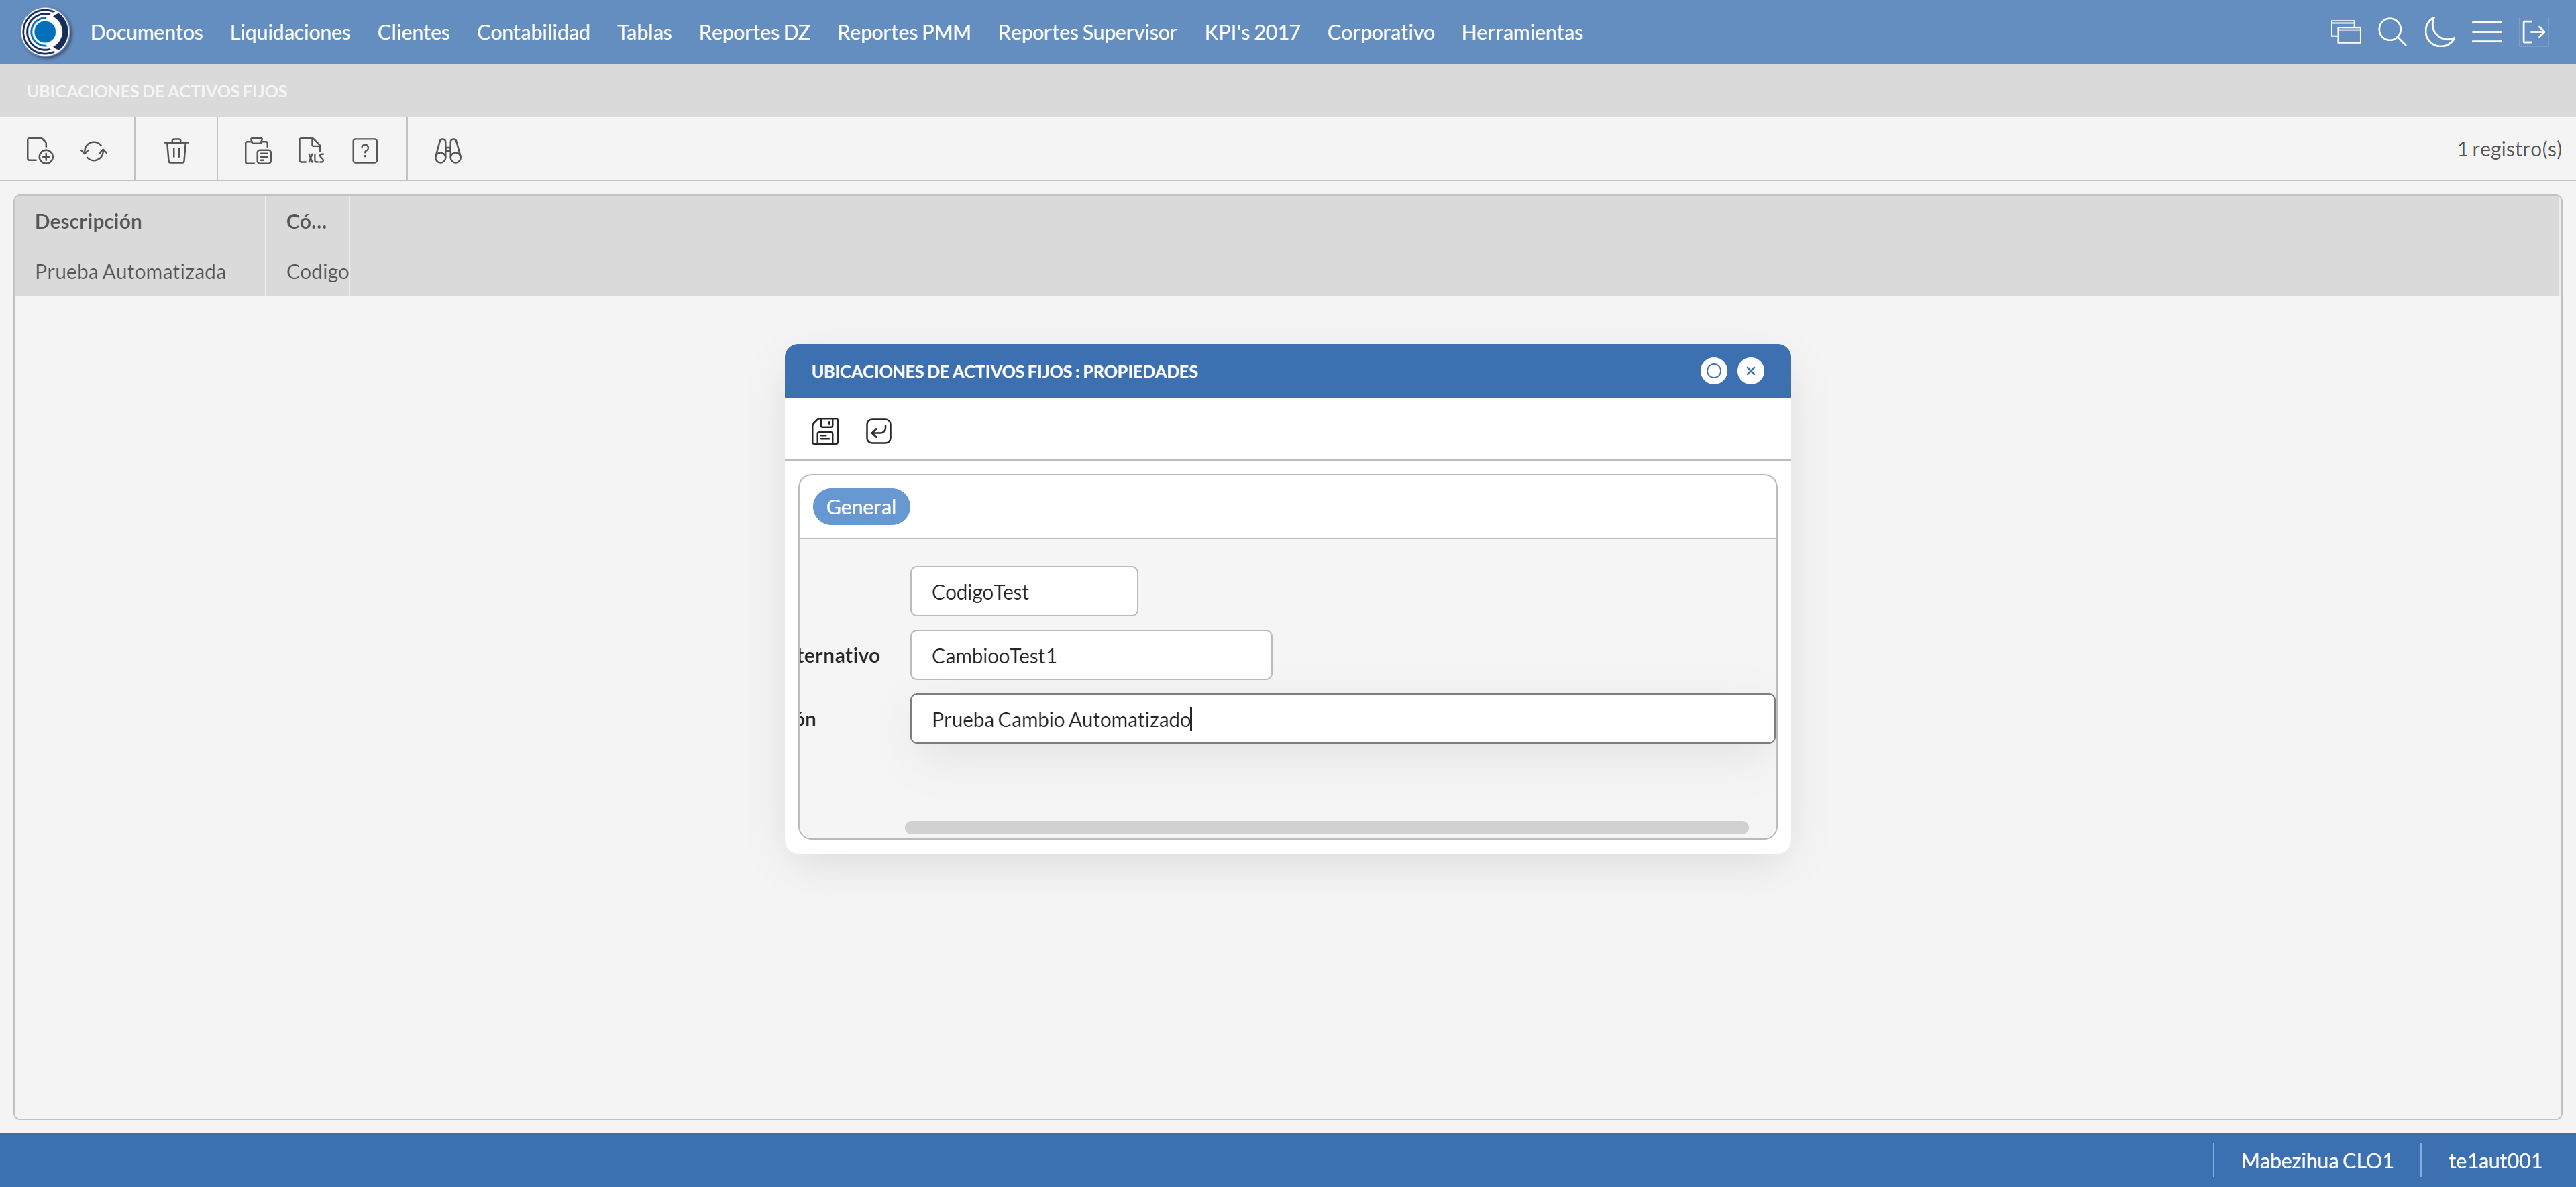 Documentos Liquidaciones Clientes Contabilidad Tablas Reportes DZ Reportes PMM Reportes Supervisor KPI's 2017 Corporativo Herramientas
UBICACIONES DE ACTIVOS FIJOS
XLS ? 1 registro(s)
Descripción Có...
Prueba Automatizada Codigo
UBICACIONES DE ACTIVOS FIJOS : PROPIEDADES
General
CodigoTest
ternativo CambiooTest1
ón Prueba Cambio Automatizado
Mabezihua CLO1 te1aut001